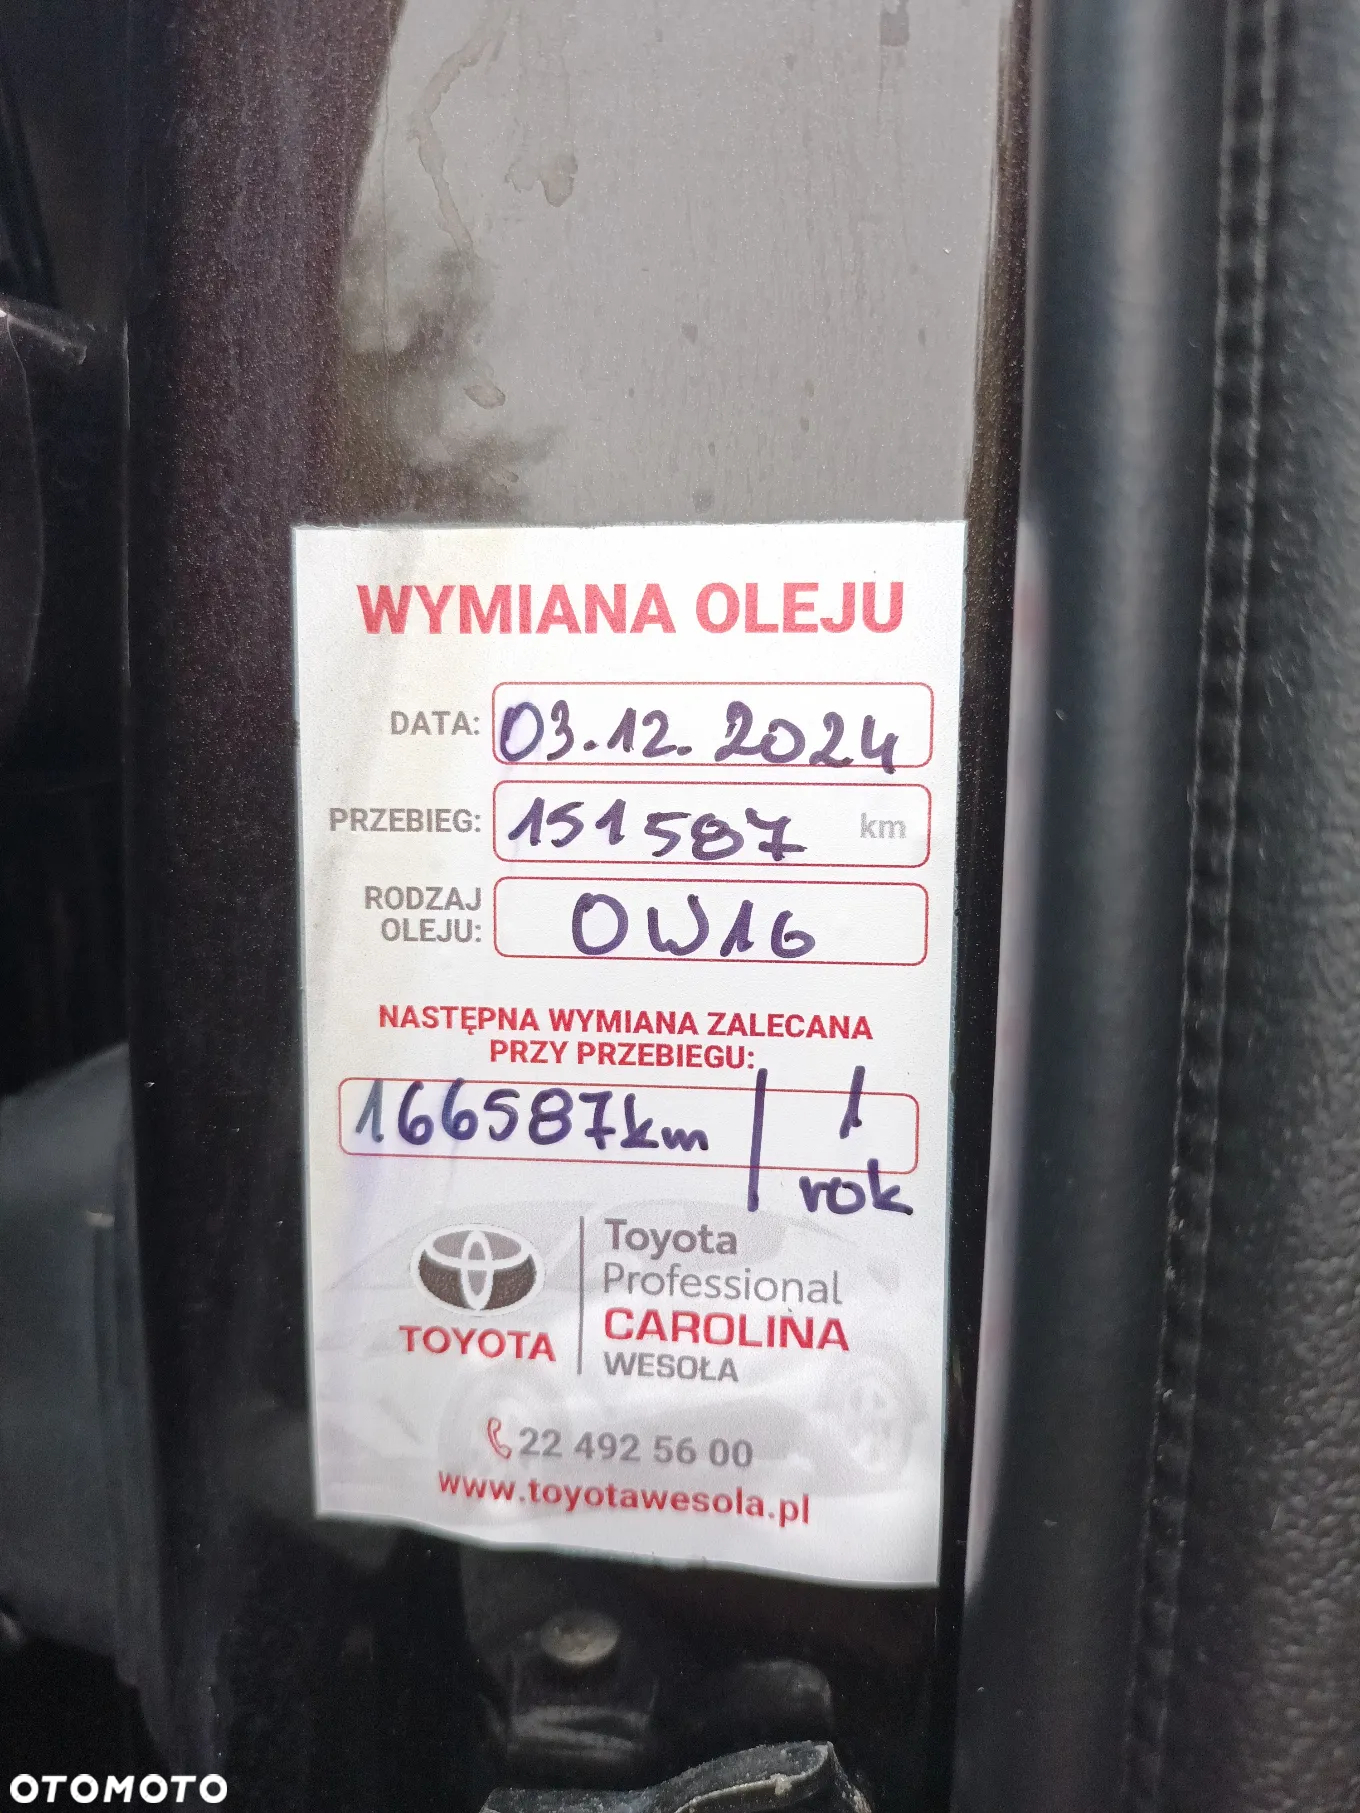 WYMIANA OLEJU
DATA: 03.12.2024
PRZEBIEG: 151587 km
RODZAJ
OLEJU: 0W16
NASTĘPNA WYMIANA ZALECANA
PRZY PRZEBIEGU:
166587km / 1
rok
Toyota
Professional
CAROLINA
WESOŁA
TOYOTA
22 492 56 00
www.toyotawesola.pl
OTOMOTO